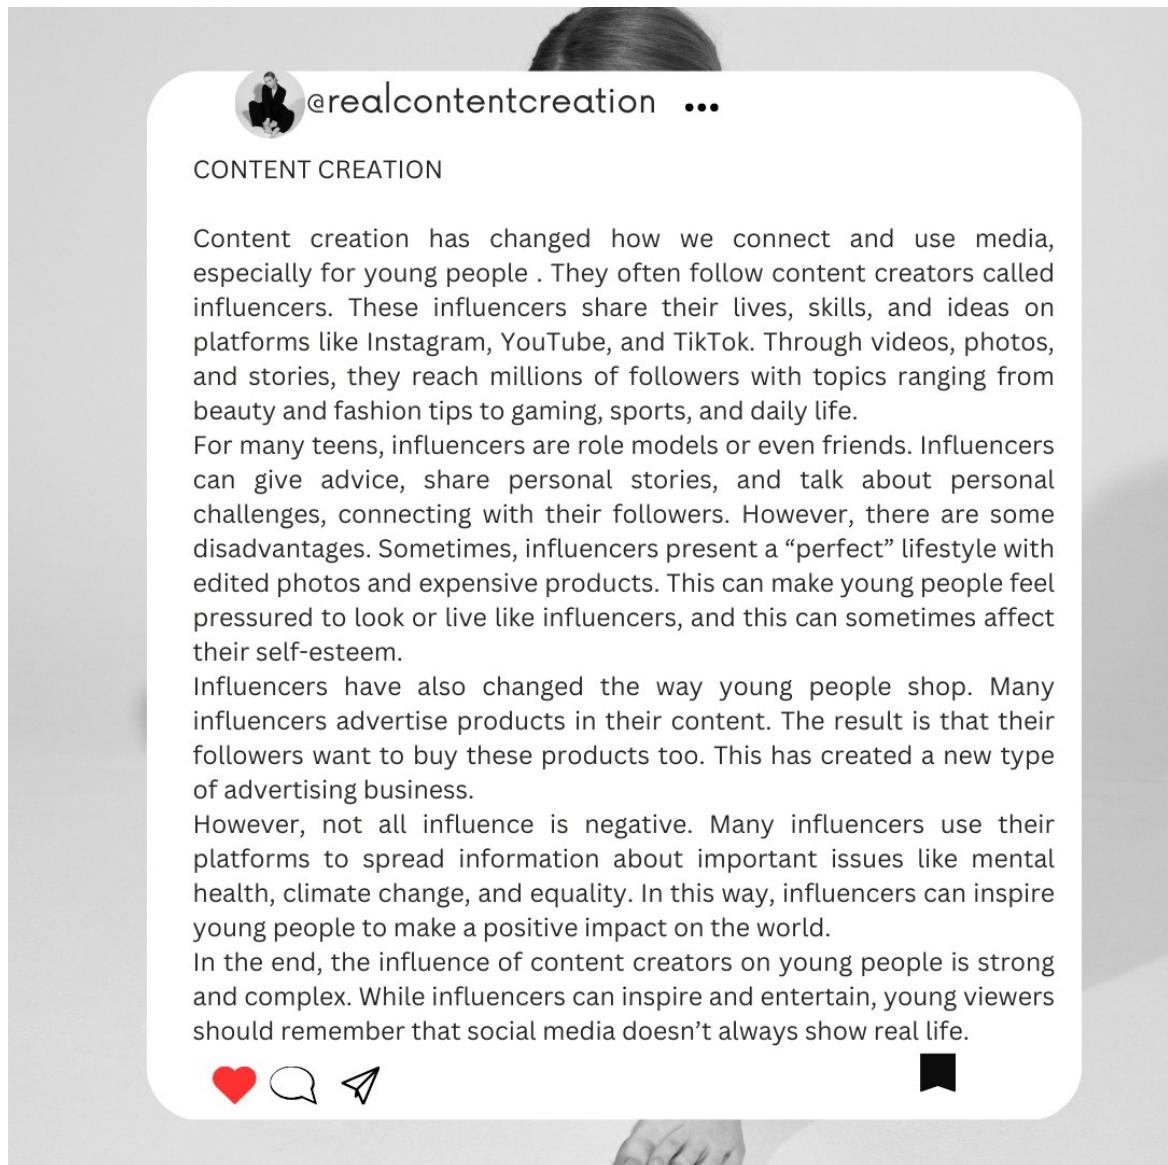 @realcontentcreation ...
CONTENT CREATION
Content creation has changed how we connect and use media,
especially for young people . They often follow content creators called
influencers. These influencers share their lives, skills, and ideas on
platforms like Instagram, YouTube, and TikTok. Through videos, photos,
and stories, they reach millions of followers with topics ranging from
beauty and fashion tips to gaming, sports, and daily life.
For many teens, influencers are role models or even friends. Influencers
can give advice, share personal stories, and talk about personal
challenges, connecting with their followers. However, there are some
disadvantages. Sometimes, influencers present a “perfect” lifestyle with
edited photos and expensive products. This can make young people feel
pressured to look or live like influencers, and this can sometimes affect
their self-esteem.
Influencers have also changed the way young people shop. Many
influencers advertise products in their content. The result is that their
followers want to buy these products too. This has created a new type
of advertising business.
However, not all influence is negative. Many influencers use their
platforms to spread information about important issues like mental
health, climate change, and equality. In this way, influencers can inspire
young people to make a positive impact on the world.
In the end, the influence of content creators on young people is strong
and complex. While influencers can inspire and entertain, young viewers
should remember that social media doesn’t always show real life.